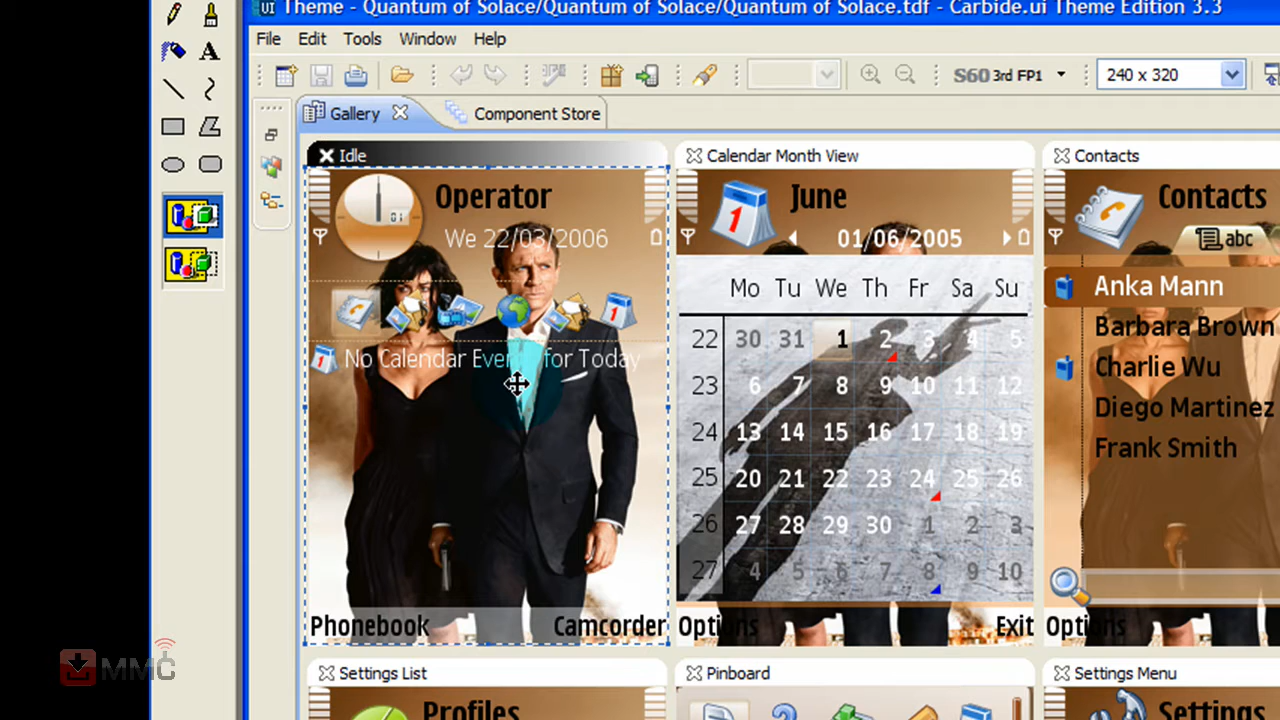 Theme - Quantum of Solace/Quantum of Solace/Quantum of Solace.tdf - Carbide.ui Theme Edition 3.3
File Edit Tools Window Help
S60 3rd FP1 240 x 320
Gallery Component Store
Idle
Operator
We 22/03/2006
No Calendar Events for Today
Phonebook Camcorder
Calendar Month View
June
01/06/2005
Mo Tu We Th Fr Sa Su
22 30 31 1 2 3 4 5
23 6 7 8 9 10 11 12
24 13 14 15 16 17 18 19
25 20 21 22 23 24 25 26
26 27 28 29 30 1 2 3
27 4 5 6 7 8 9 10
Options Exit
Contacts
Contacts
abc
Anka Mann
Barbara Brown
Charlie Wu
Diego Martinez
Frank Smith
Options
Settings List
Profiles
Pinboard
Settings Menu
Settings
MMC